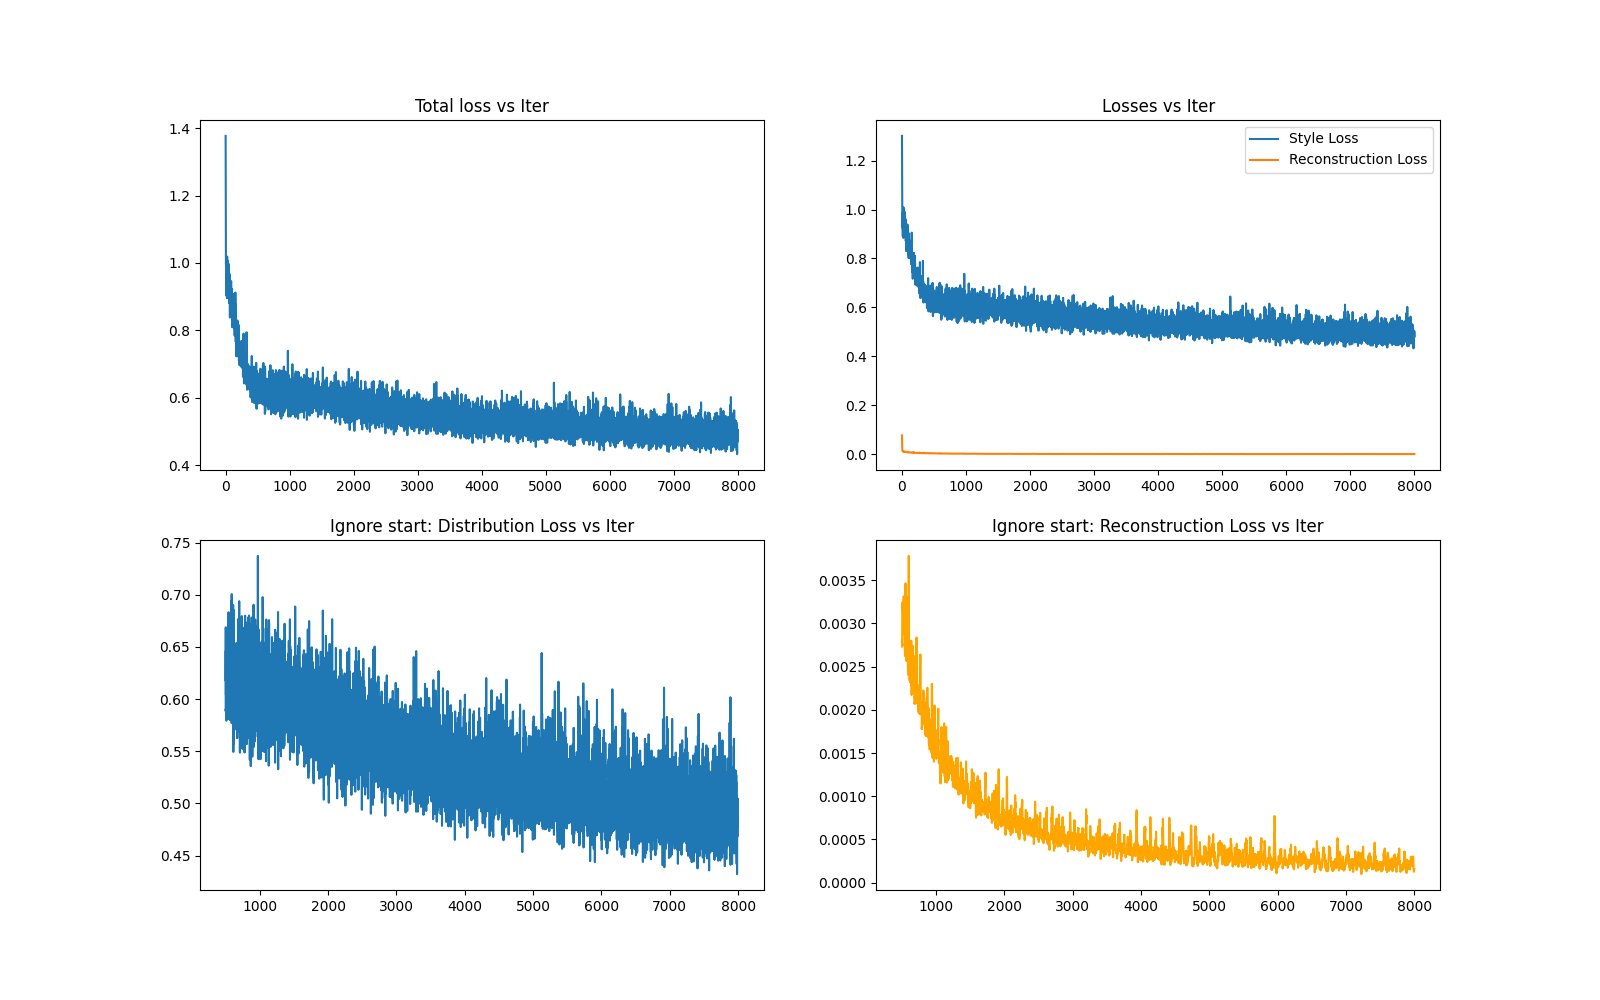 Total loss vs Iter
1.4
1.2
1.0
0.8
0.6
0.4
0 1000 2000 3000 4000 5000 6000 7000 8000
Losses vs Iter
Style Loss
Reconstruction Loss
1.2
1.0
0.8
0.6
0.4
0.2
0.0
0 1000 2000 3000 4000 5000 6000 7000 8000
Ignore start: Distribution Loss vs Iter
0.75
0.70
0.65
0.60
0.55
0.50
0.45
1000 2000 3000 4000 5000 6000 7000 8000
Ignore start: Reconstruction Loss vs Iter
0.0035
0.0030
0.0025
0.0020
0.0015
0.0010
0.0005
0.0000
1000 2000 3000 4000 5000 6000 7000 8000